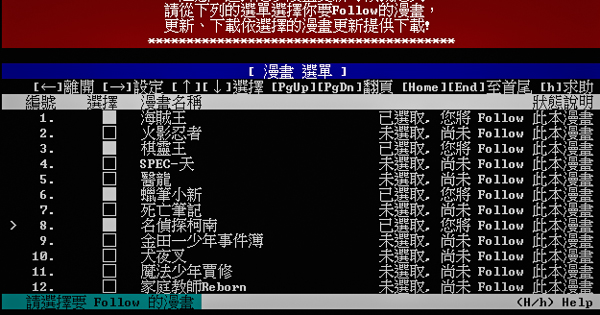 請從下列的選單選擇你要Follow的漫畫，
更新、下載依選擇的漫畫更新提供下載!
****************************************
[ 漫畫 選單 ]
[←]離開 [→]設定 [↑][↓]選擇 [PgUp][PgDn]翻頁 [Home][End]至首尾 [h]求助
編號 選擇 漫畫名稱 狀態說明
1. ■ 海賊王 已選取, 您將 Follow 此本漫畫
2. □ 火影忍者 未選取, 尚未 Follow 此本漫畫
3. ■ 棋靈王 已選取, 您將 Follow 此本漫畫
4. □ SPEC-天 未選取, 尚未 Follow 此本漫畫
5. □ 醫龍 未選取, 尚未 Follow 此本漫畫
6. ■ 蠟筆小新 已選取, 您將 Follow 此本漫畫
7. □ 死亡筆記 未選取, 尚未 Follow 此本漫畫
> 8. ■ 名偵探柯南 已選取, 您將 Follow 此本漫畫
9. □ 金田一少年事件簿 未選取, 尚未 Follow 此本漫畫
10. □ 犬夜叉 未選取, 尚未 Follow 此本漫畫
11. □ 魔法少年賈修 未選取, 尚未 Follow 此本漫畫
12. □ 家庭教師Reborn 未選取, 尚未 Follow 此本漫畫
請選擇要 Follow 的漫畫 (H/h) Help